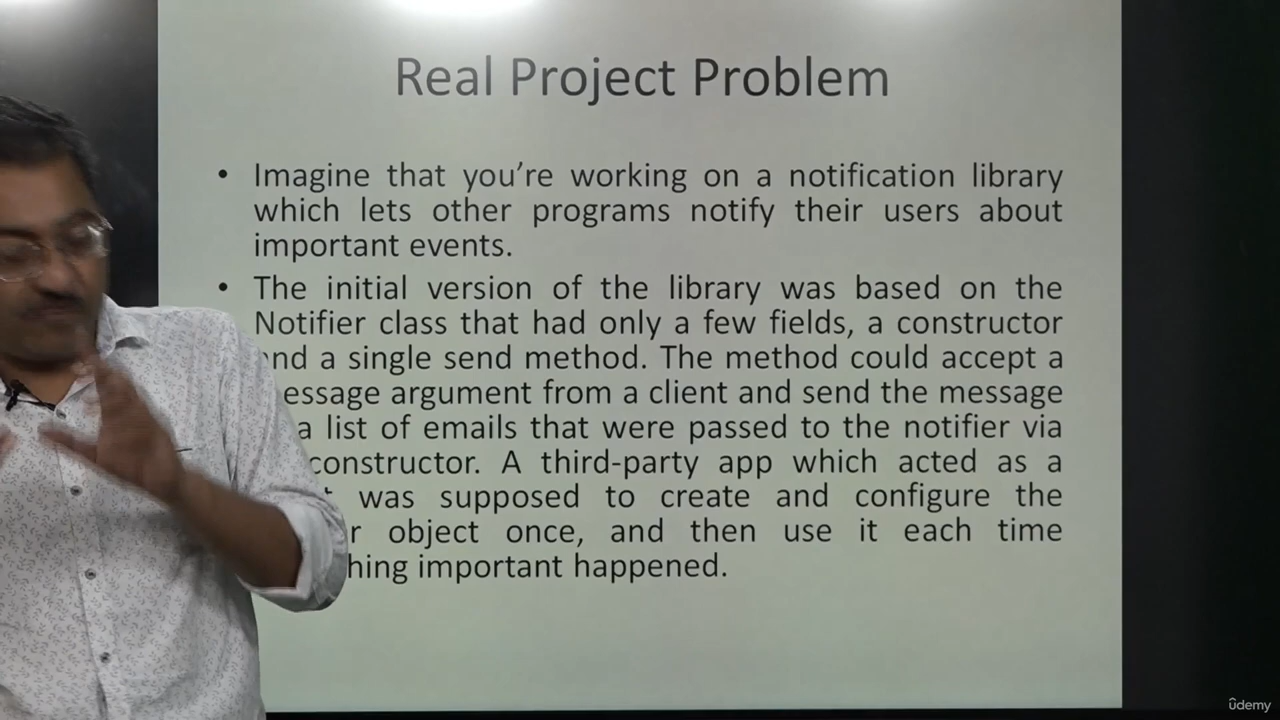 Real Project Problem
• Imagine that you're working on a notification library
which lets other programs notify their users about
important events.
• The initial version of the library was based on the
Notifier class that had only a few fields, a constructor
and a single send method. The method could accept a
message argument from a client and send the message
a list of emails that were passed to the notifier via
constructor. A third-party app which acted as a
was supposed to create and configure the
object once, and then use it each time
important happened.
ûdemy